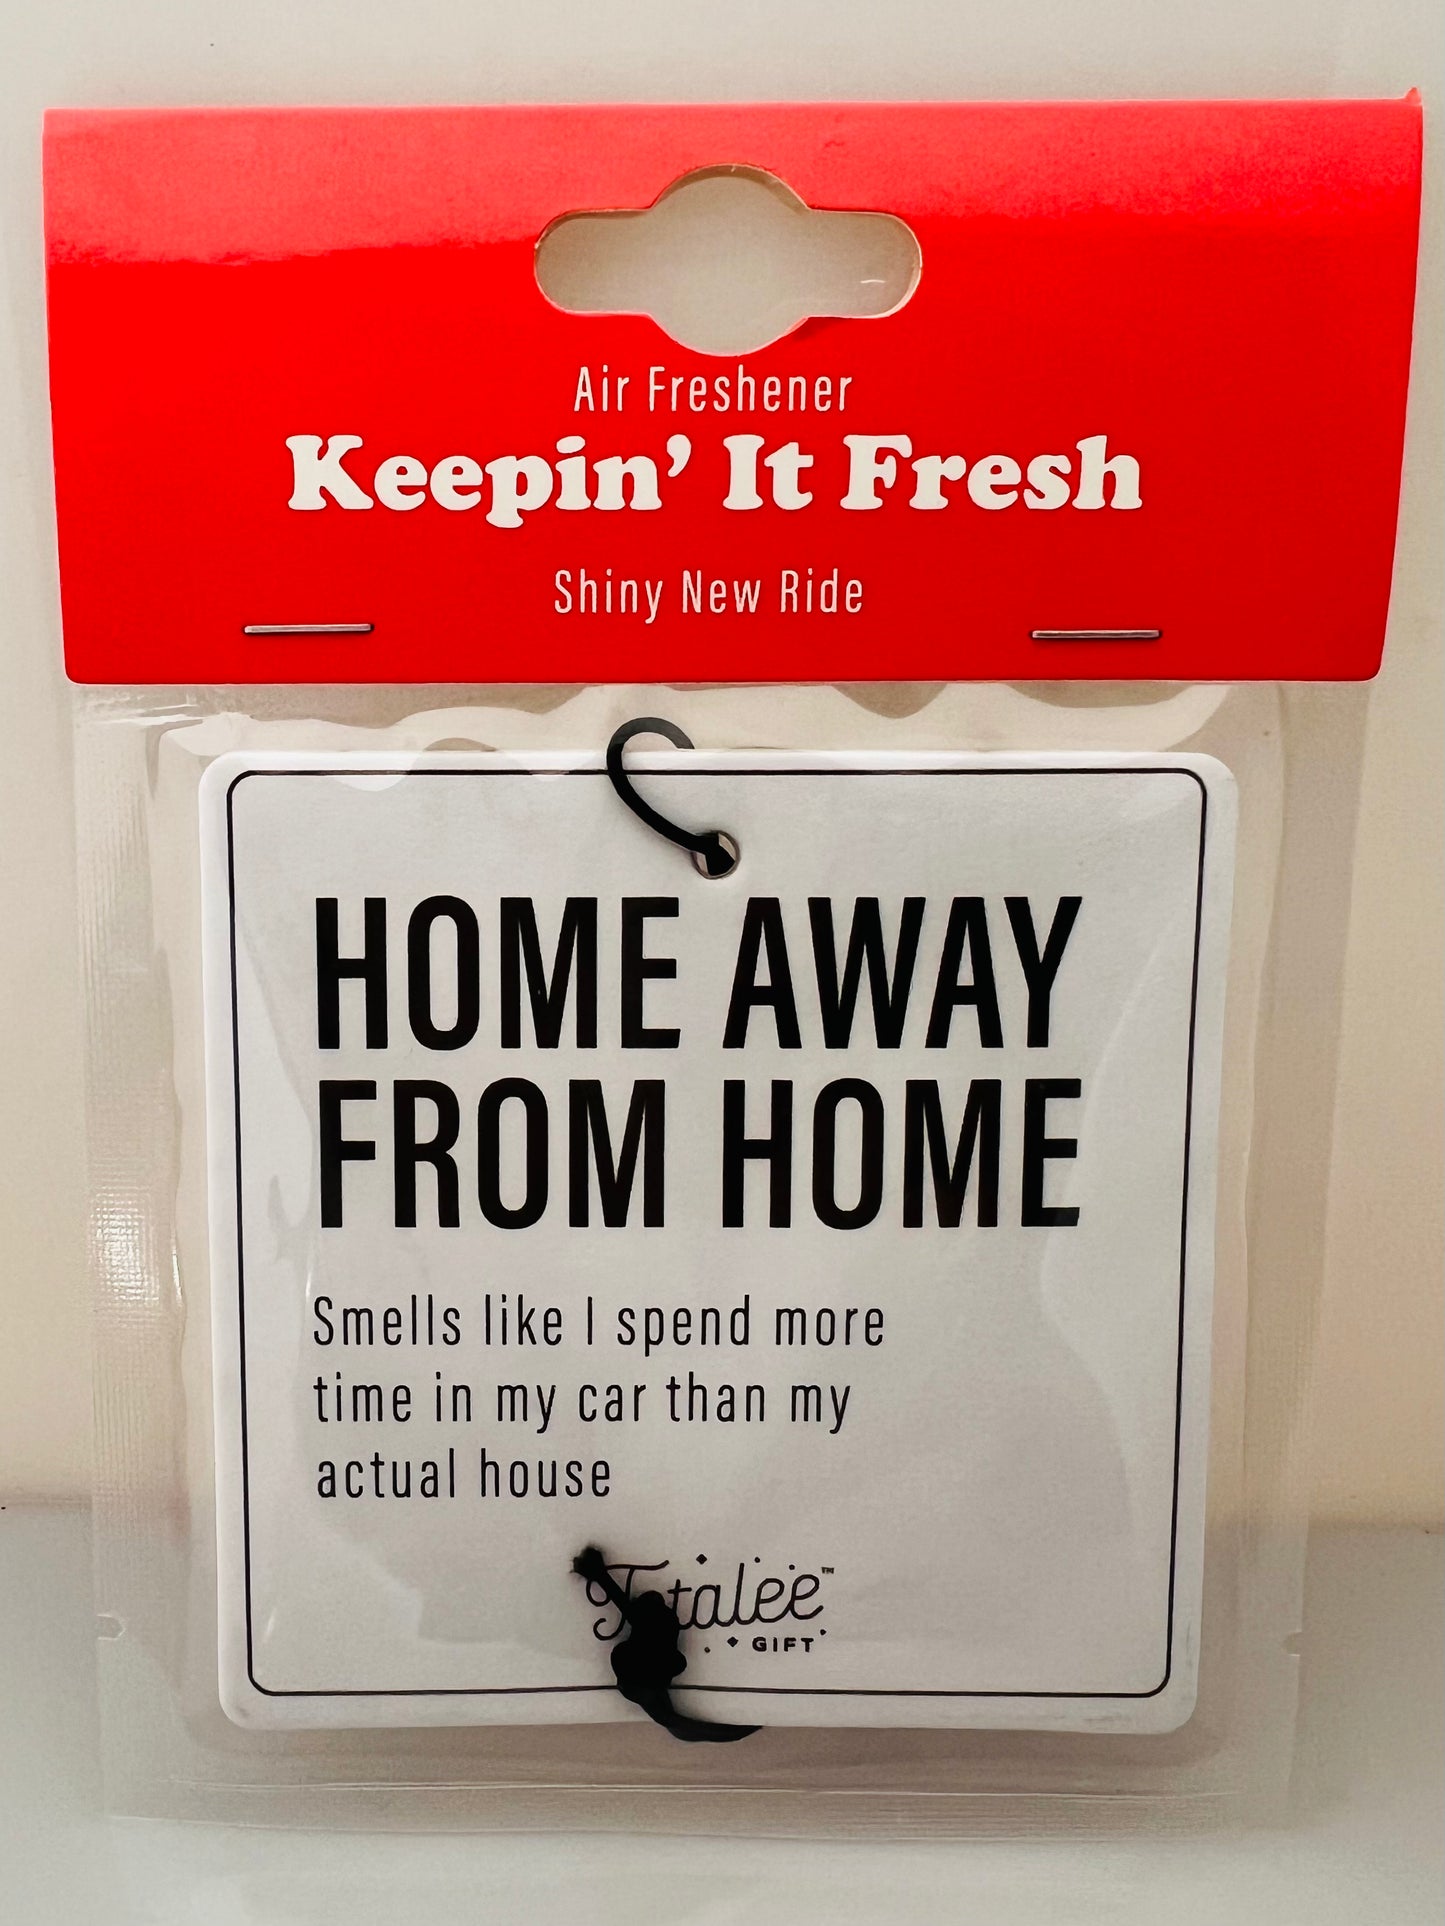 Air Freshener
Keepin’ It Fresh
Shiny New Ride
HOME AWAY
FROM HOME
Smells like I spend more
time in my car than my
actual house
Totalee™
GIFT